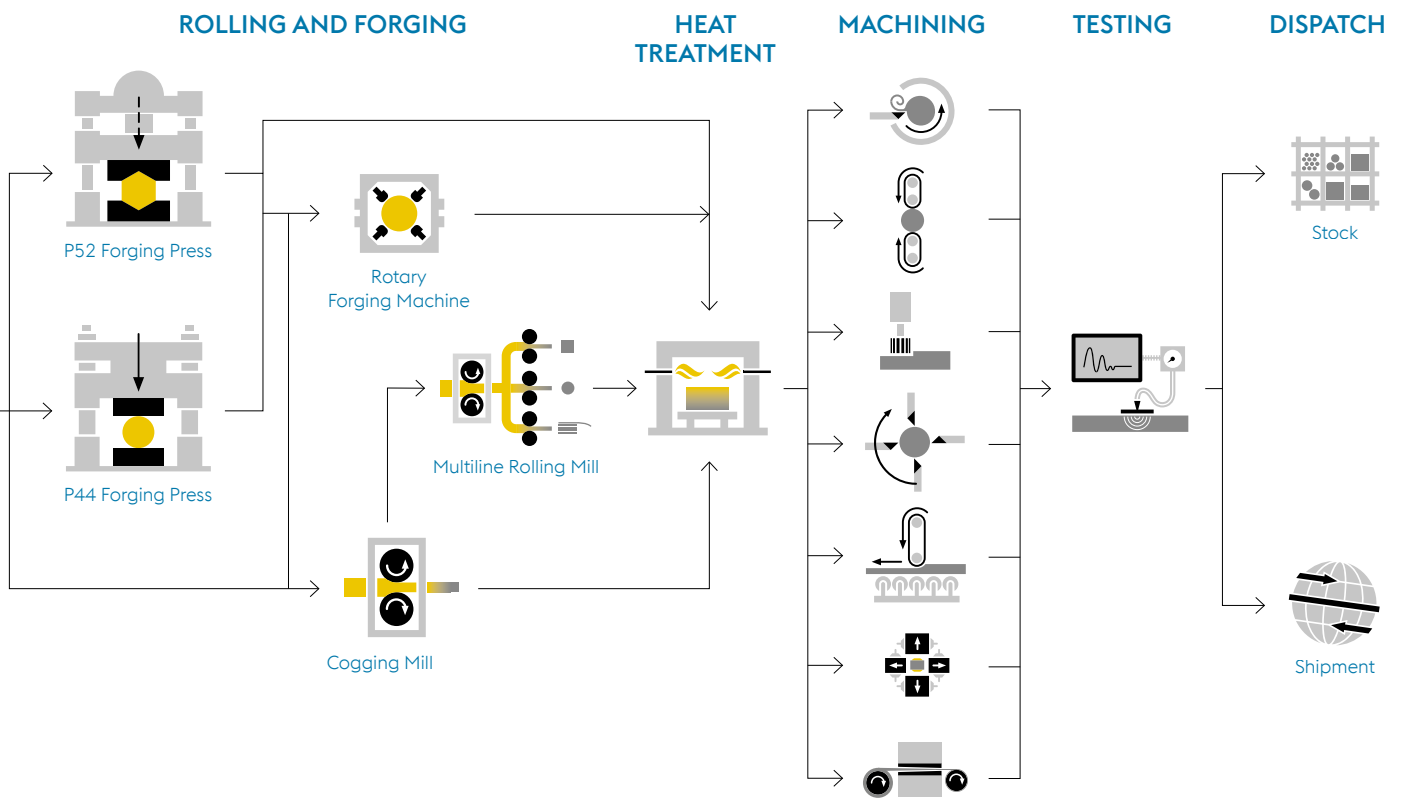 ROLLING AND FORGING
HEAT
TREATMENT
MACHINING
TESTING
DISPATCH
P52 Forging Press
Rotary
Forging Machine
Stock
P44 Forging Press
Multiline Rolling Mill
Cogging Mill
Shipment